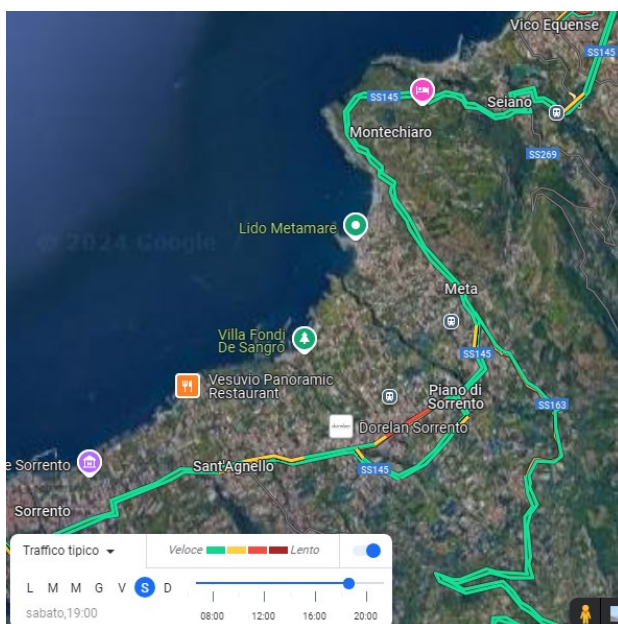 Vico Equense
SS145
SS145
Seiano
Montechiaro
SS269
© 2024 Google
Lido Metamare
Meta
Villa Fondi
De Sangro
SS145
Vesuvio Panoramic
Restaurant
Piano di
Sorrento
SS163
dorelan
Dorelan Sorrento
e Sorrento
Sant'Agnello
SS145
Sorrento
Traffico tipico
Veloce
Lento
L M M G V S D
sabato,19:00
08:00 12:00 16:00 20:00